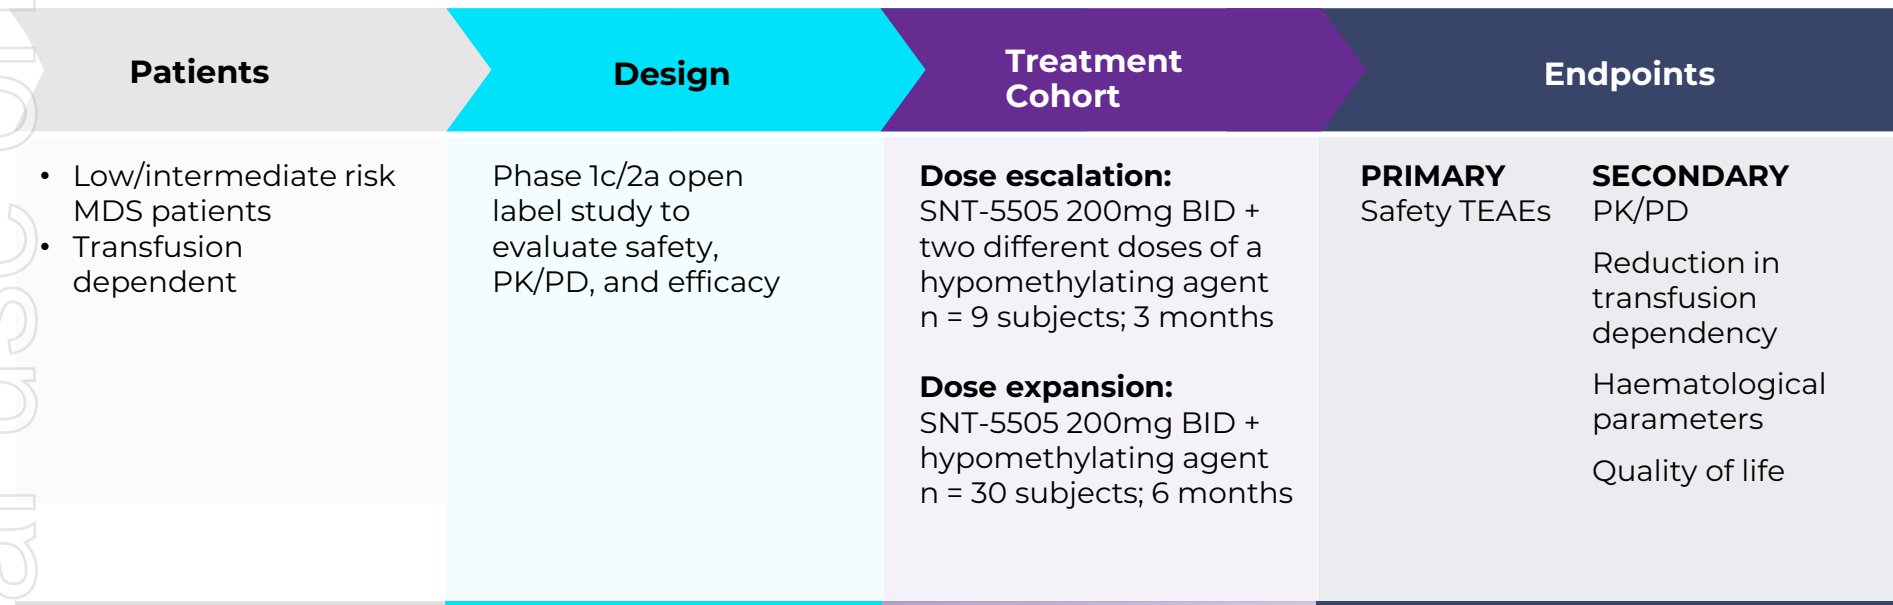 Patients
• Low/intermediate risk
MDS patients
• Transfusion
dependent
Design
Phase 1c/2a open
label study to
evaluate safety,
PK/PD, and efficacy
Treatment
Cohort
Dose escalation:
SNT-5505 200mg BID +
two different doses of a
hypomethylating agent
n = 9 subjects; 3 months
Dose expansion:
SNT-5505 200mg BID +
hypomethylating agent
n = 30 subjects; 6 months
Endpoints
PRIMARY
Safety TEAEs
SECONDARY
PK/PD
Reduction in
transfusion
dependency
Haematological
parameters
Quality of life